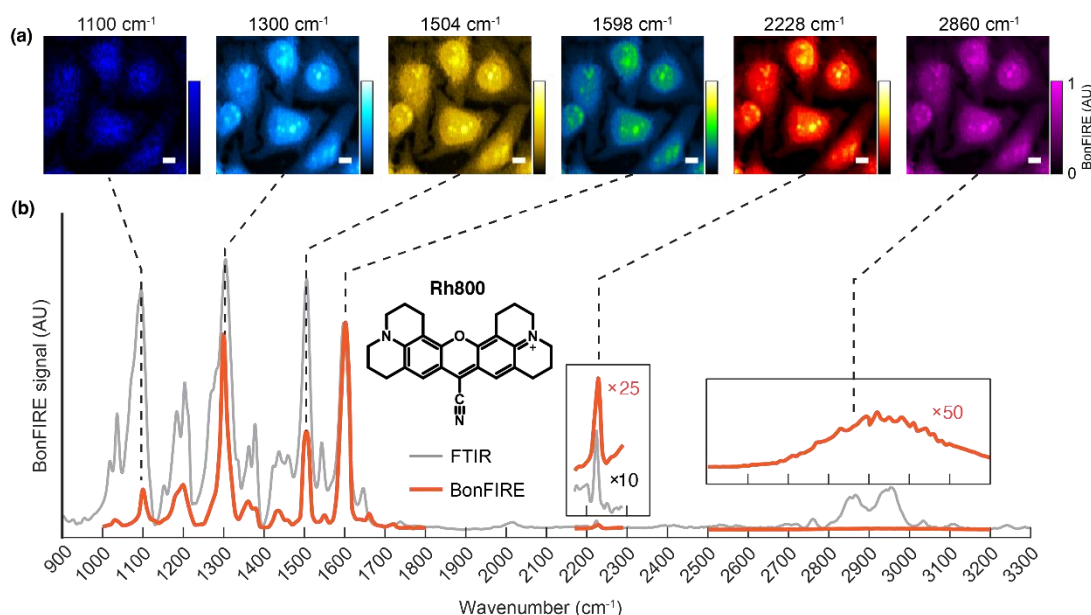 1100 cm⁻¹ 1300 cm⁻¹ 1504 cm⁻¹ 1598 cm⁻¹ 2228 cm⁻¹ 2860 cm⁻¹
(a)
1
BonFIRE (AU)
0
(b)
BonFIRE signal (AU)
Rh800
N O N
+
C
N
FTIR
BonFIRE
×25
×10
×50
900 1000 1100 1200 1300 1400 1500 1600 1700 1800 1900 2000 2100 2200 2300 2400 2500 2600 2700 2800 2900 3000 3100 3200 3300
Wavenumber (cm⁻¹)